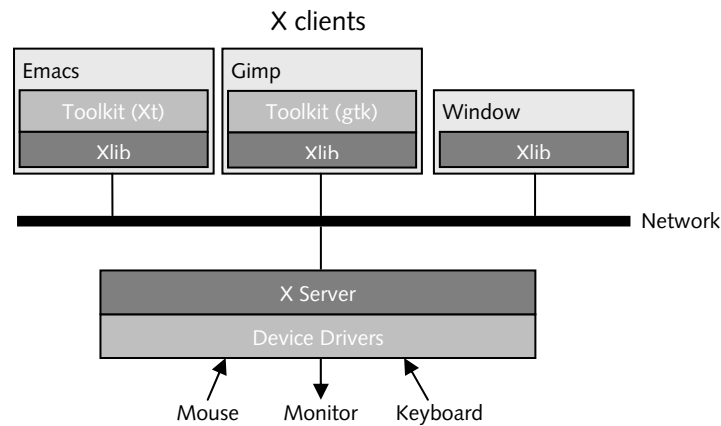 X clients
Emacs
Toolkit (Xt)
Xlib
Gimp
Toolkit (gtk)
Xlib
Window
Xlib
Network
X Server
Device Drivers
Mouse
Monitor
Keyboard